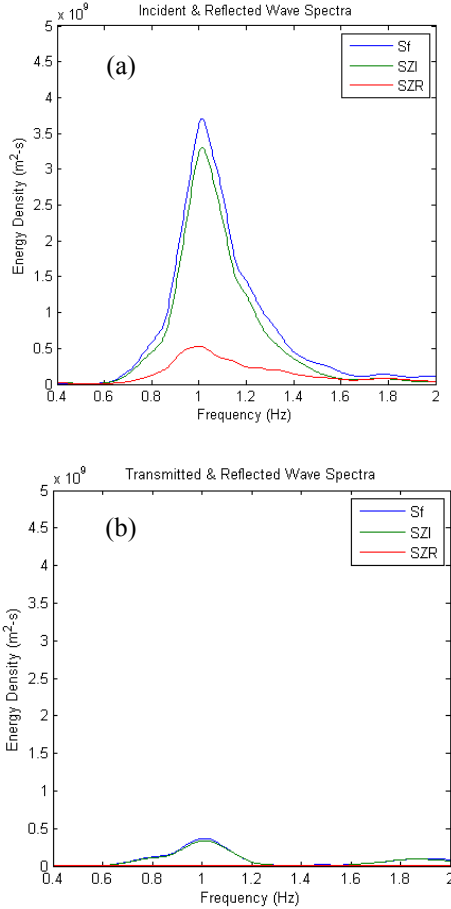 Incident & Reflected Wave Spectra
x 10^9
(a)
Sf
SZI
SZR
5
4.5
4
3.5
3
2.5
2
1.5
1
0.5
0
Energy Density (m²-s)
0.4 0.6 0.8 1 1.2 1.4 1.6 1.8 2
Frequency (Hz)
Transmitted & Reflected Wave Spectra
x 10^9
(b)
Sf
SZI
SZR
5
4.5
4
3.5
3
2.5
2
1.5
1
0.5
0
Energy Density (m²-s)
0.4 0.6 0.8 1 1.2 1.4 1.6 1.8 2
Frequency (Hz)